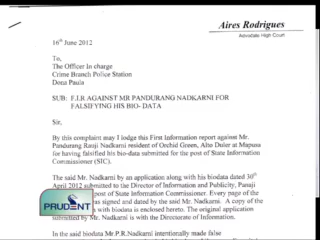 Aires Rodrigues
Advocate High Court
16th June 2012
To,
The Officer In charge
Crime Branch Police Station
Dona Paula
SUB: F.I.R AGAINST MR PANDURANG NADKARNI FOR
FALSIFYING HIS BIO- DATA
Sir,
By this complaint may I lodge this First Information report against Mr.
Pandurang Rauji Nadkarni resident of Orchid Green, Alto Duler at Mapusa
for having falsified his bio-data submitted for the post of State Information
Commissioner (SIC).
The said Mr. Nadkarni by an application along with his biodata dated 30th
April 2012 submitted to the Director of Information and Publicity, Panaji
post of State Information Commissioner. Every page of the
was signed and dated by the said Mr. Nadkarni. A copy of the
is enclosed hereto. The original application
submitted by Mr. Nadkarni is with the Directorate of Information.
In the said biodata Mr.P.R.Nadkarni intentionally made false
PRUDENT